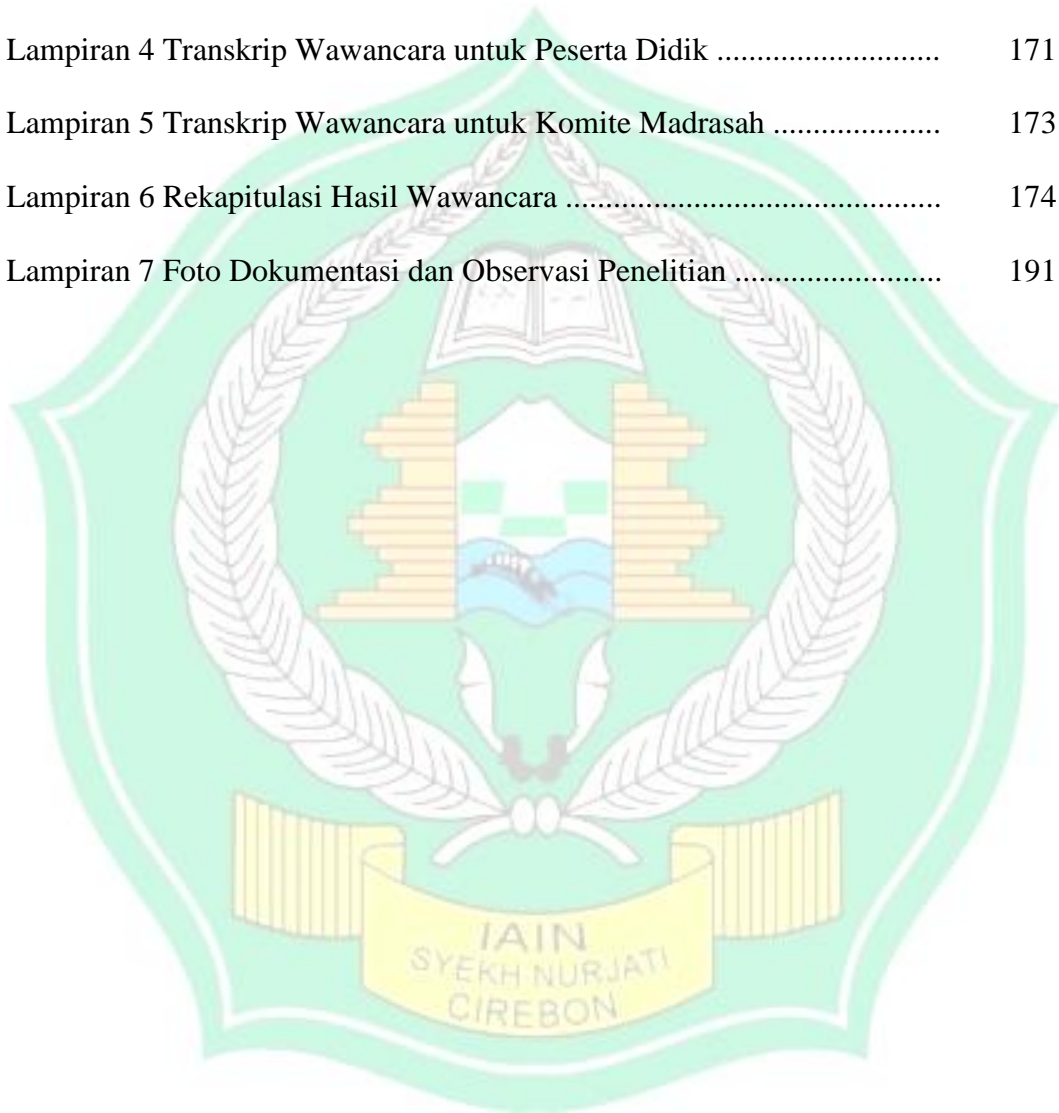 Lampiran 4 Transkrip Wawancara untuk Peserta Didik ............................ 171
Lampiran 5 Transkrip Wawancara untuk Komite Madrasah ..................... 173
Lampiran 6 Rekapitulasi Hasil Wawancara ............................................... 174
Lampiran 7 Foto Dokumentasi dan Observasi Penelitian .......................... 191
IAIN
SYEKH NURJATI
CIREBON